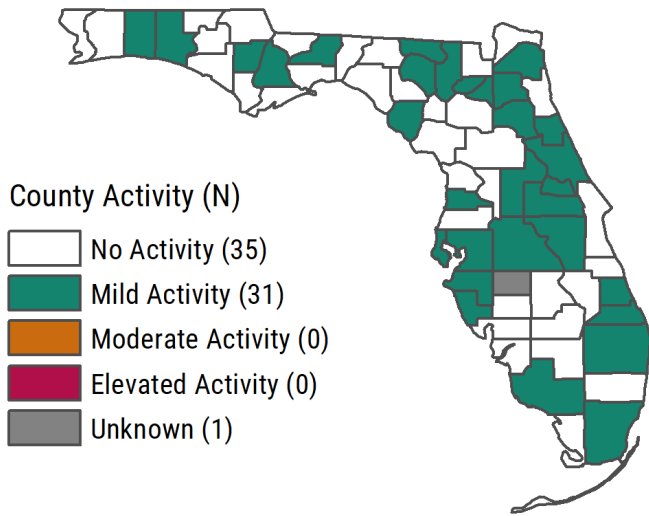 County Activity (N)
No Activity (35)
Mild Activity (31)
Moderate Activity (0)
Elevated Activity (0)
Unknown (1)